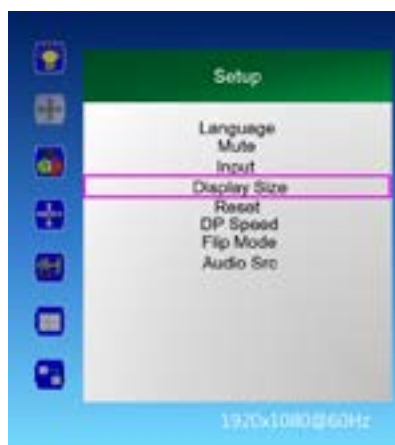 Setup
Language
Mute
Input
Display Size
Reset
DP Speed
Flip Mode
Audio Src
1920x1080@60Hz